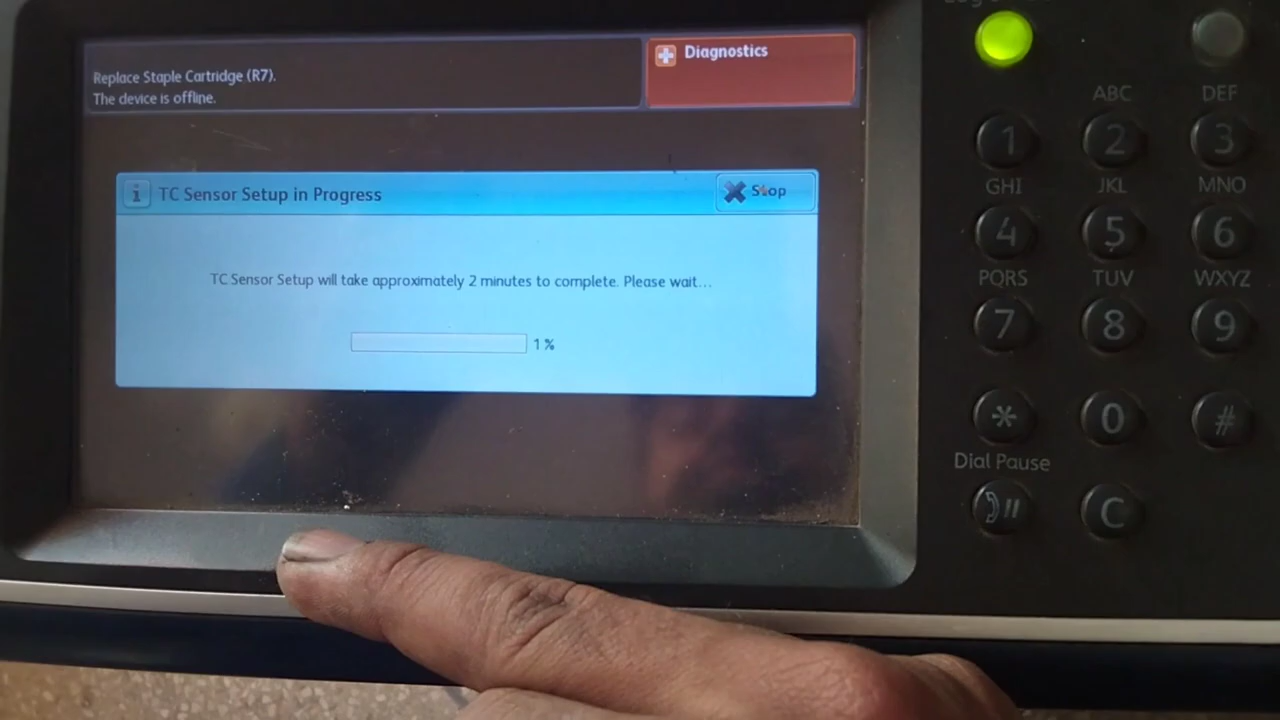 Replace Staple Cartridge (R7).
The device is offline.
Diagnostics
TC Sensor Setup in Progress
Stop
TC Sensor Setup will take approximately 2 minutes to complete. Please wait...
1%
ABC
DEF
1
2
3
GHI
JKL
MNO
4
5
6
PQRS
TUV
WXYZ
7
8
9
*
0
#
Dial Pause
C